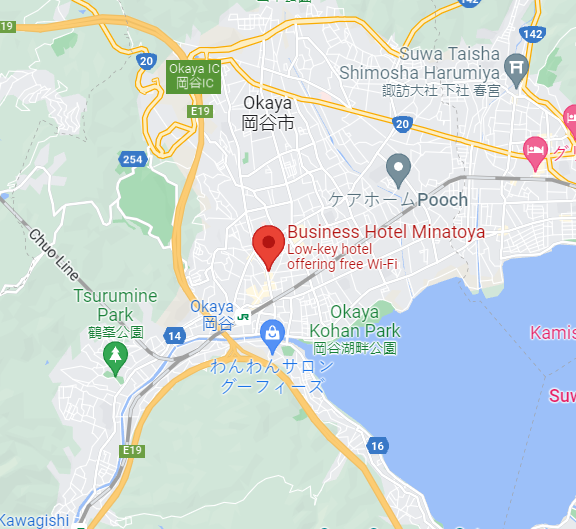 19
20
142
142
Suwa Taisha
Shimosha Harumiya
諏訪大社 下社 春宮
Okaya IC
岡谷IC
E19
Okaya
岡谷市
20
254
ケアホームPooch
Chuo Line
Business Hotel Minatoya
Low-key hotel
offering free Wi-Fi
Tsurumine
Park
鶴峯公園
Okaya
岡谷
JR
Okaya
Kohan Park
岡谷湖畔公園
14
わんわんサロン
グーフィーズ
16
E19
Kawagishi